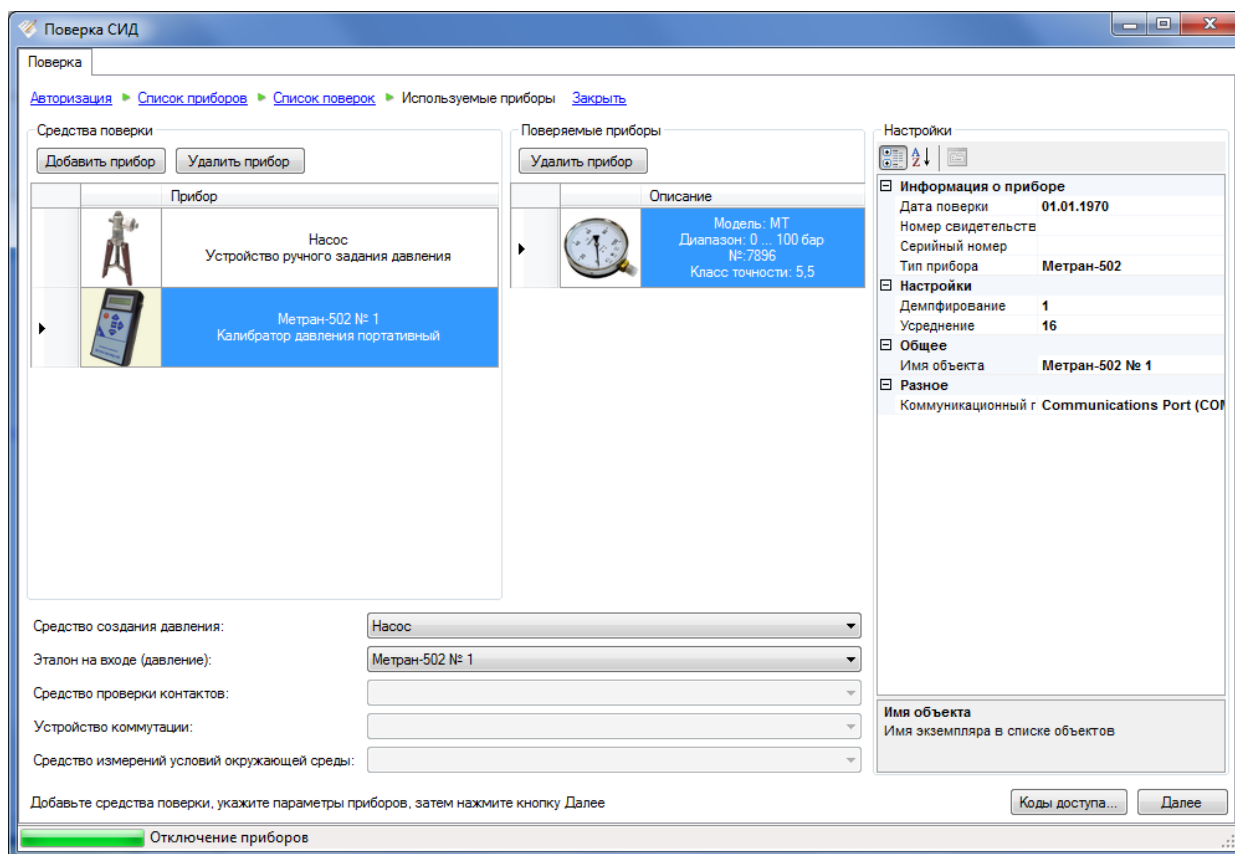 Поверка СИД
Поверка
Авторизация Список приборов Список поверок Используемые приборы Закрыть
Средства поверки
Добавить прибор Удалить прибор
Прибор
Насос
Устройство ручного задания давления
Метран-502 № 1
Калибратор давления портативный
Поверяемые приборы
Удалить прибор
Описание
Модель: МТ
Диапазон: 0 ... 100 бар
№:7896
Класс точности: 5,5
Настройки
Информация о приборе
Дата поверки 01.01.1970
Номер свидетельств
Серийный номер
Тип прибора Метран-502
Настройки
Демпфирование 1
Усреднение 16
Общее
Имя объекта Метран-502 № 1
Разное
Коммуникационный г Communications Port (COM
Имя объекта
Имя экземпляра в списке объектов
Средство создания давления: Насос
Эталон на входе (давление): Метран-502 № 1
Средство проверки контактов:
Устройство коммутации:
Средство измерений условий окружающей среды:
Добавьте средства поверки, укажите параметры приборов, затем нажмите кнопку Далее
Коды доступа... Далее
Отключение приборов